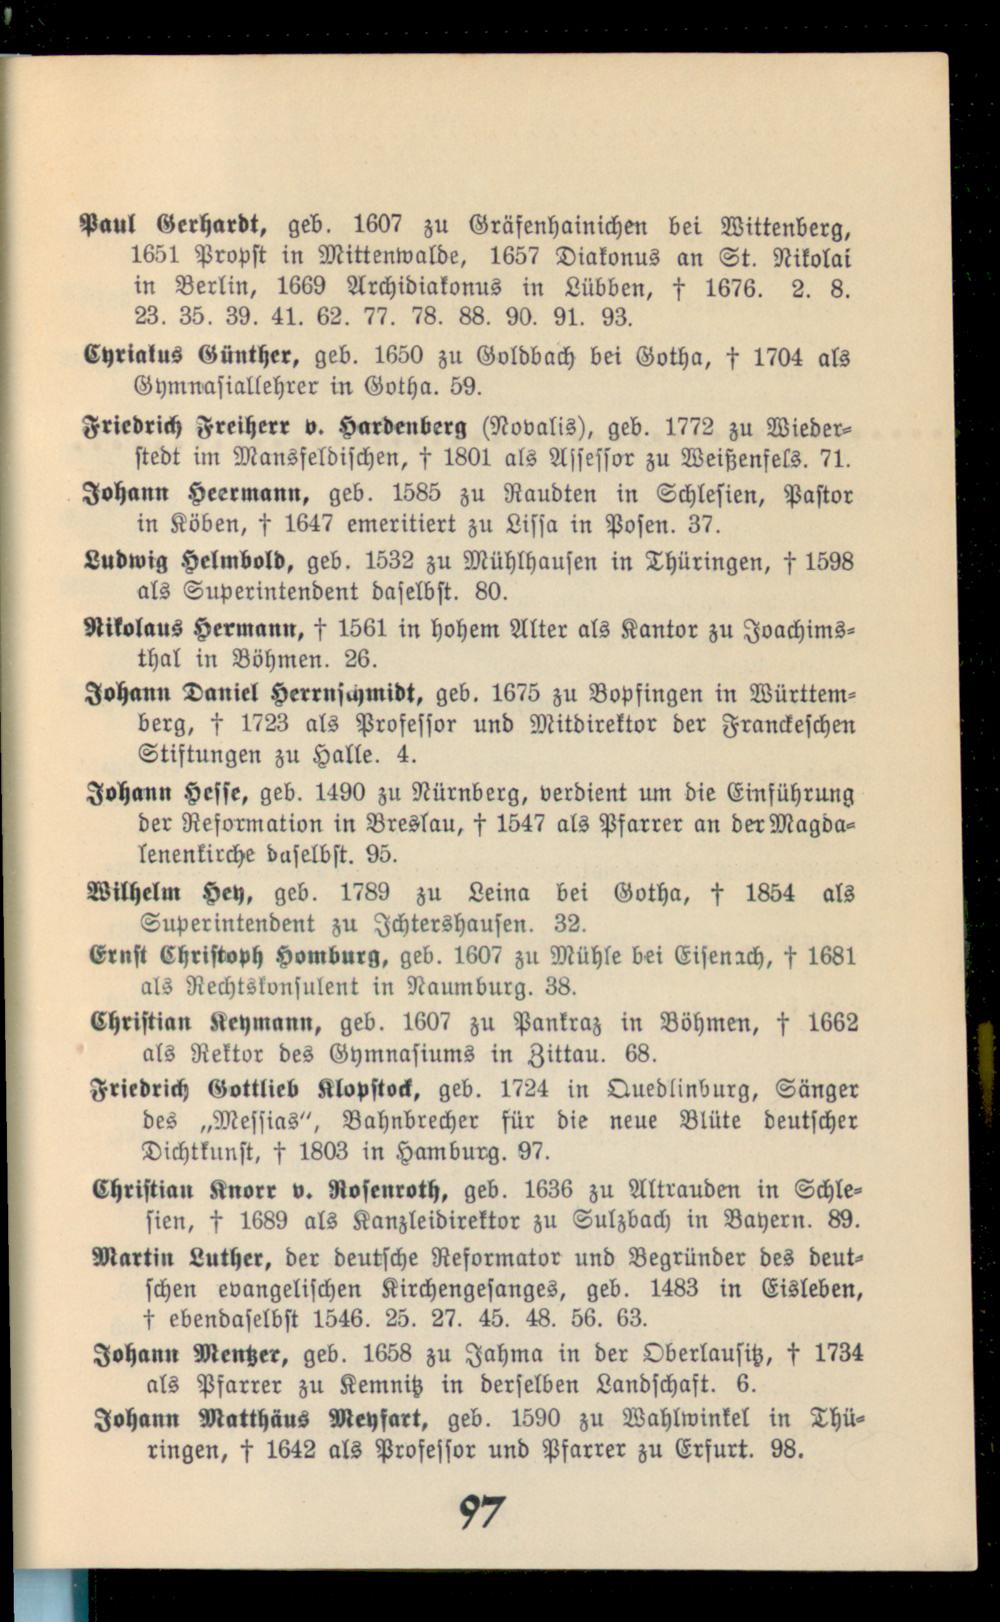 Paul Gerhardt, geb. 1607 zu Gräfenhainichen bei Wittenberg,
1651 Propst in Mittenwalde, 1657 Diakonus an St. Nikolai
in Berlin, 1669 Archidiakonus in Lübben, † 1676. 2. 8.
23. 35. 39. 41. 62. 77. 78. 88. 90. 91. 93.
Cyriakus Günther, geb. 1650 zu Goldbach bei Gotha, † 1704 als
Gymnasiallehrer in Gotha. 59.
Friedrich Freiherr v. Hardenberg (Novalis), geb. 1772 zu Wieder-
stedt im Mansfeldischen, † 1801 als Assessor zu Weißenfels. 71.
Johann Heermann, geb. 1585 zu Raudten in Schlesien, Pastor
in Köben, † 1647 emeritiert zu Lissa in Posen. 37.
Ludwig Helmbold, geb. 1532 zu Mühlhausen in Thüringen, † 1598
als Superintendent daselbst. 80.
Nikolaus Hermann, † 1561 in hohem Alter als Kantor zu Joachims-
thal in Böhmen. 26.
Johann Daniel Herrnschmidt, geb. 1675 zu Bopfingen in Württem-
berg, † 1723 als Professor und Mitdirektor der Franckeschen
Stiftungen zu Halle. 4.
Johann Hesse, geb. 1490 zu Nürnberg, verdient um die Einführung
der Reformation in Breslau, † 1547 als Pfarrer an der Magda-
lenenkirche daselbst. 95.
Wilhelm Hey, geb. 1789 zu Leina bei Gotha, † 1854 als
Superintendent zu Ichtershausen. 32.
Ernst Christoph Homburg, geb. 1607 zu Mühle bei Eisenach, † 1681
als Rechtskonsulent in Naumburg. 38.
Christian Keymann, geb. 1607 zu Pankraz in Böhmen, † 1662
als Rektor des Gymnasiums in Zittau. 68.
Friedrich Gottlieb Klopstock, geb. 1724 in Quedlinburg, Sänger
des „Messias“, Bahnbrecher für die neue Blüte deutscher
Dichtkunst, † 1803 in Hamburg. 97.
Christian Knorr v. Rosenroth, geb. 1636 zu Altrauden in Schle-
sien, † 1689 als Kanzleidirektor zu Sulzbach in Bayern. 89.
Martin Luther, der deutsche Reformator und Begründer des deut-
schen evangelischen Kirchengesanges, geb. 1483 in Eisleben,
† ebendaselbst 1546. 25. 27. 45. 48. 56. 63.
Johann Mentzer, geb. 1658 zu Jahma in der Oberlausitz, † 1734
als Pfarrer zu Kemnitz in derselben Landschaft. 6.
Johann Matthäus Meyfart, geb. 1590 zu Wahlwinkel in Thü-
ringen, † 1642 als Professor und Pfarrer zu Erfurt. 98.
97